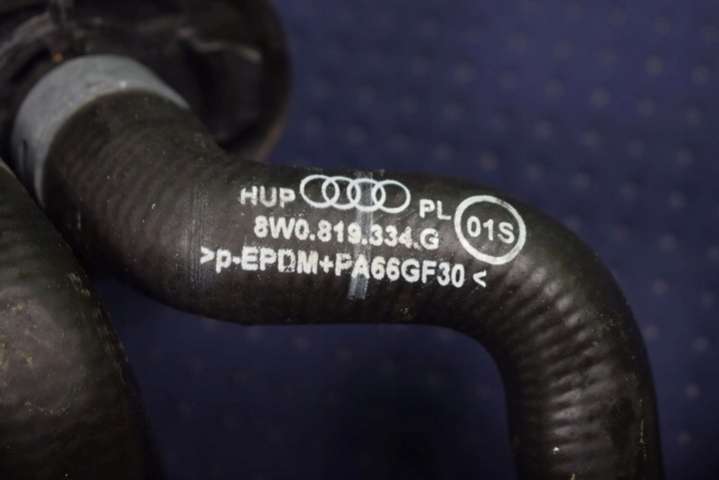 HUP PL 01S
8W0.819.334.G
>p-EPDM+PA66GF30<